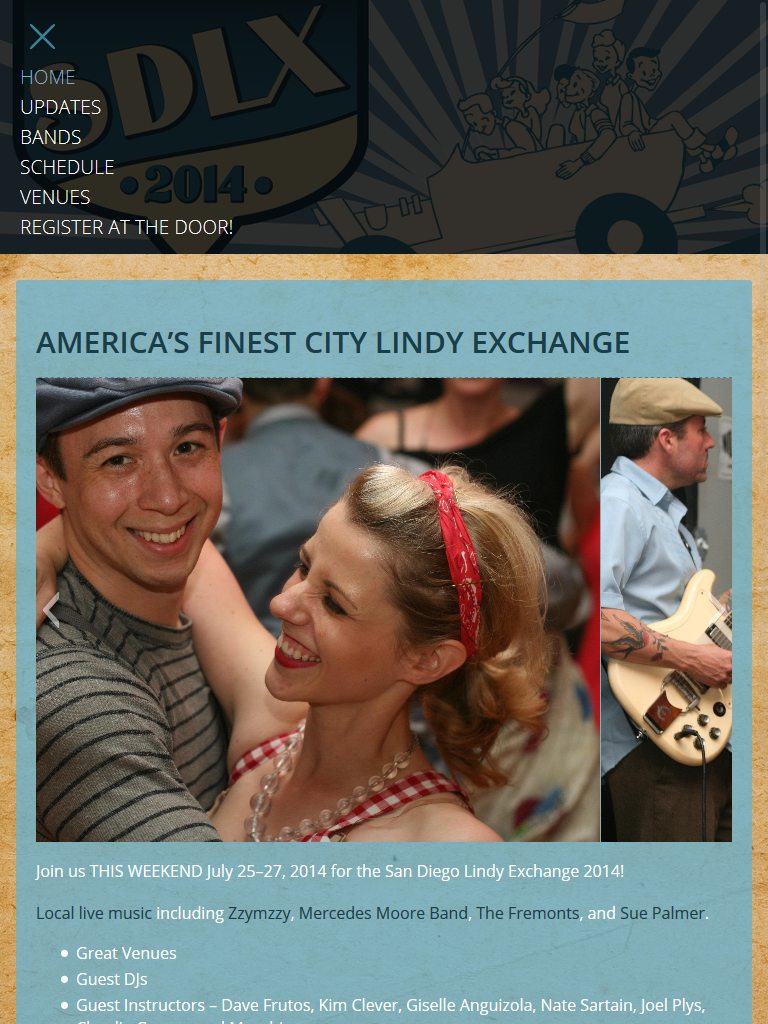 SDLX
• 2014 •
HOME
UPDATES
BANDS
SCHEDULE
VENUES
REGISTER AT THE DOOR!
AMERICA’S FINEST CITY LINDY EXCHANGE
Join us THIS WEEKEND July 25–27, 2014 for the San Diego Lindy Exchange 2014!
Local live music including Zzymzzy, Mercedes Moore Band, The Fremonts, and Sue Palmer.
Great Venues
Guest DJs
Guest Instructors – Dave Frutos, Kim Clever, Giselle Anguizola, Nate Sartain, Joel Plys,